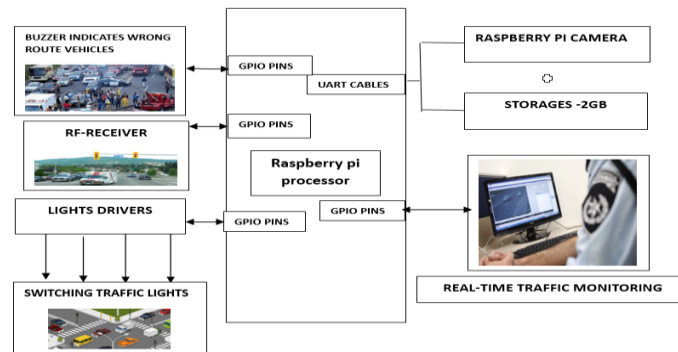 BUZZER INDICATES WRONG
ROUTE VEHICLES
GPIO PINS
UART CABLES
RASPBERRY PI CAMERA
STORAGES -2GB
RF-RECEIVER
GPIO PINS
Raspberry pi
processor
LIGHTS DRIVERS
GPIO PINS
GPIO PINS
SWITCHING TRAFFIC LIGHTS
REAL-TIME TRAFFIC MONITORING